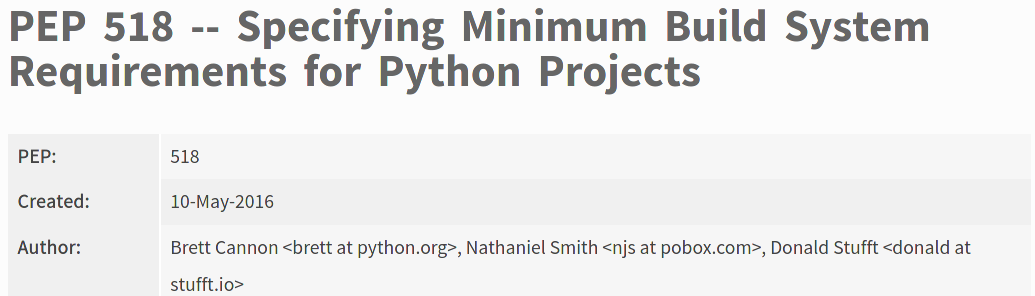 PEP 518 -- Specifying Minimum Build System
Requirements for Python Projects
PEP: 518
Created: 10-May-2016
Author: Brett Cannon <brett at python.org>, Nathaniel Smith <njs at pobox.com>, Donald Stufft <donald at
stufft.io>